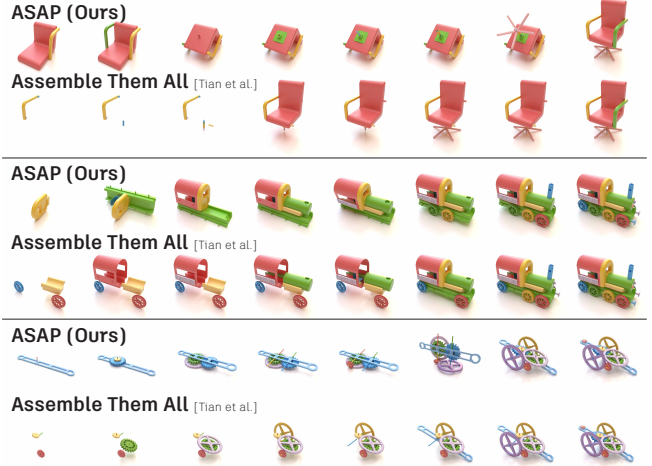 ASAP (Ours)
Assemble Them All [Tian et al.]
ASAP (Ours)
Assemble Them All [Tian et al.]
ASAP (Ours)
Assemble Them All [Tian et al.]